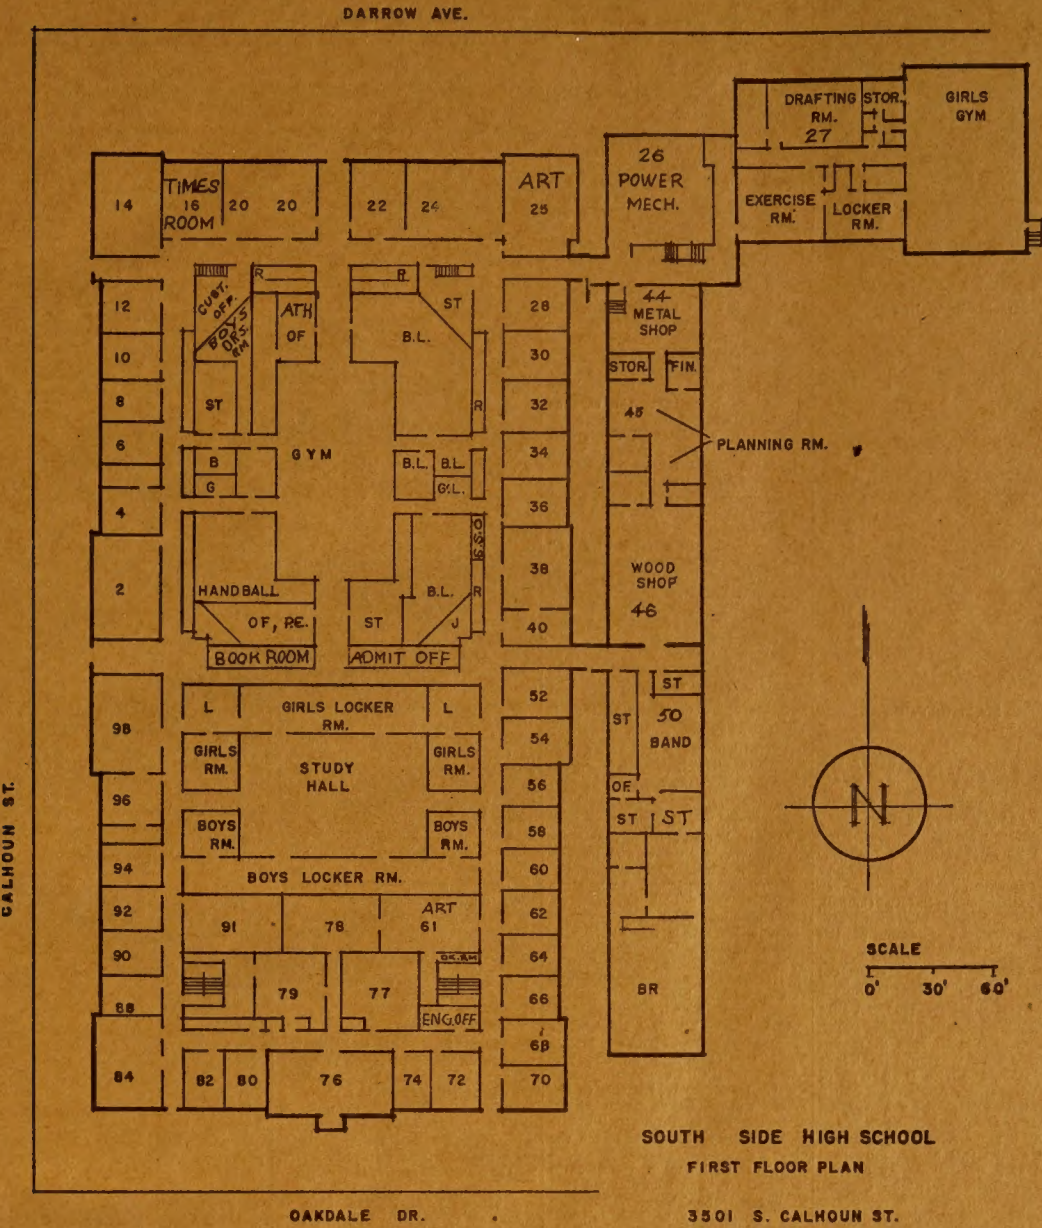 DARROW AVE.
DRAFTING RM. 27
STOR.
GIRLS GYM
26 POWER MECH.
EXERCISE RM.
LOCKER RM.
14
TIMES
16
ROOM
20
20
22
24
ART
25
12
10
8
6
4
2
CUST. OFF.
BOYS DRS. RM
R
ATH OF
R
ST
B.L.
ST
R
GYM
B
G
B.L.
B.L.
G.L.
HANDBALL
OF, P.E.
ST
B.L.
G.S.O
R
J
BOOK ROOM
ADMIT OFF
28
30
32
34
36
38
40
44
METAL SHOP
STOR.
FIN.
45
PLANNING RM.
WOOD SHOP
46
98
96
94
92
90
88
84
L
GIRLS LOCKER RM.
L
GIRLS RM.
STUDY HALL
GIRLS RM.
BOYS RM.
BOYS RM.
BOYS LOCKER RM.
91
78
ART
61
DK. RM
79
77
ENG. OFF
82
80
76
74
72
52
54
56
58
60
62
64
66
68
70
ST
ST
50
BAND
OF.
ST
ST
BR
N
SCALE
0' 30' 60'
CALHOUN ST.
SOUTH SIDE HIGH SCHOOL
FIRST FLOOR PLAN
OAKDALE DR.
3501 S. CALHOUN ST.